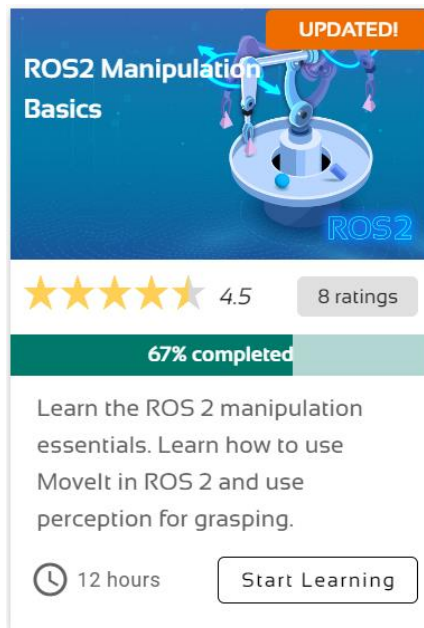 UPDATED!
ROS2 Manipulation
Basics
ROS2
4.5
8 ratings
67% completed
Learn the ROS 2 manipulation
essentials. Learn how to use
MoveIt in ROS 2 and use
perception for grasping.
12 hours
Start Learning